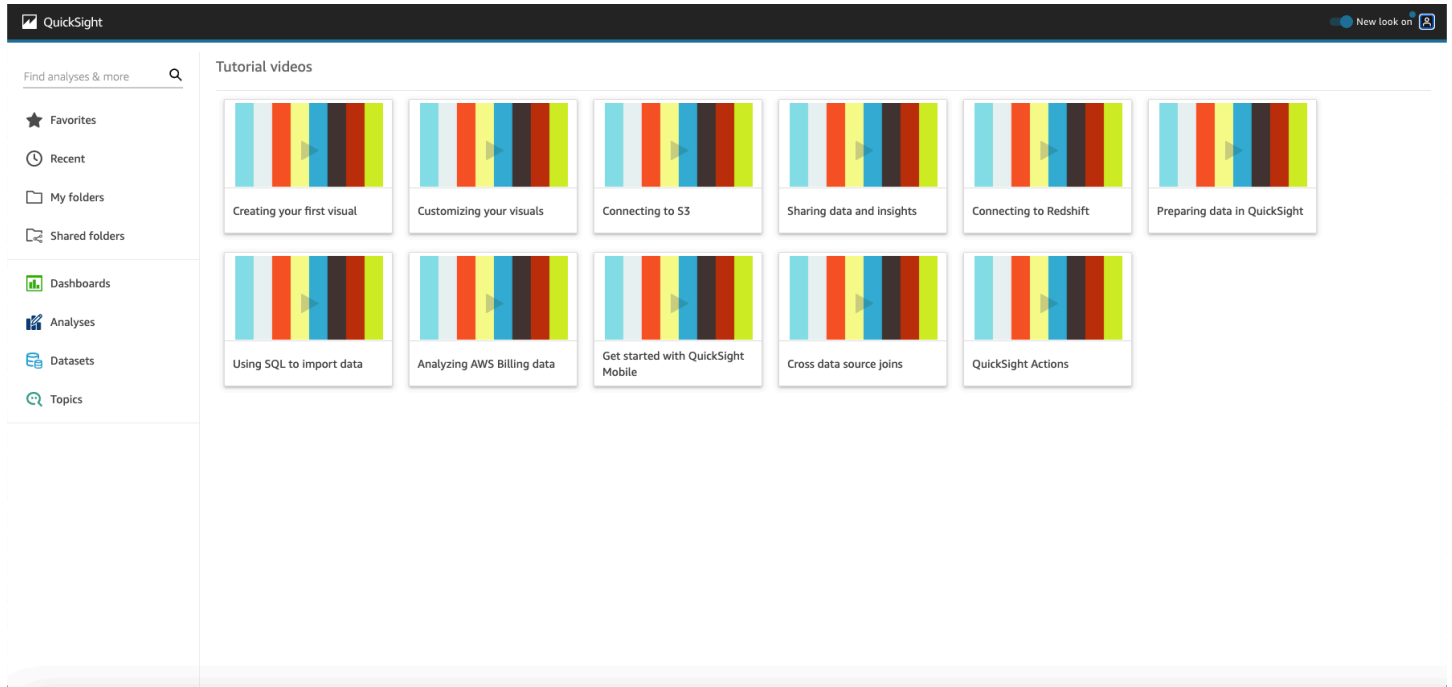 QuickSight
New look on
Find analyses & more
Favorites
Recent
My folders
Shared folders
Dashboards
Analyses
Datasets
Topics
Tutorial videos
Creating your first visual
Customizing your visuals
Connecting to S3
Sharing data and insights
Connecting to Redshift
Preparing data in QuickSight
Using SQL to import data
Analyzing AWS Billing data
Get started with QuickSight
Mobile
Cross data source joins
QuickSight Actions